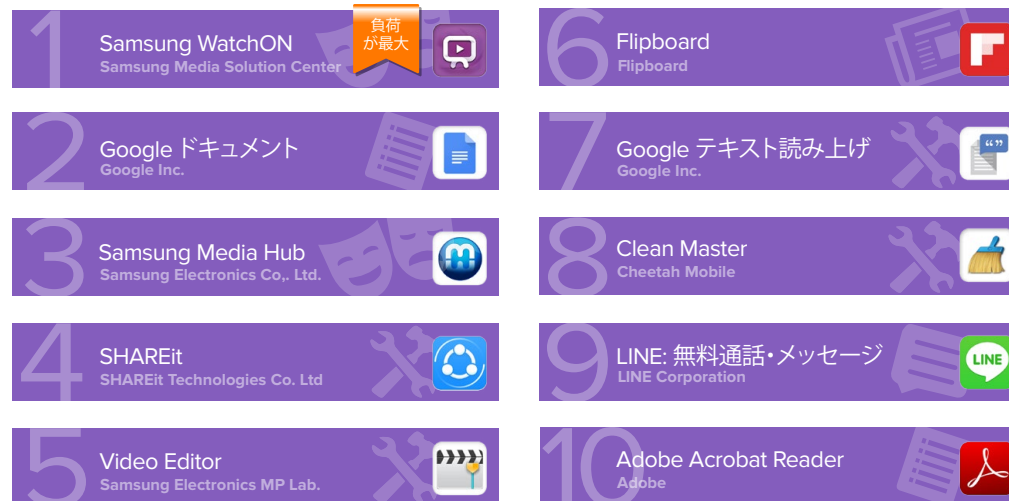 1
Samsung WatchON
Samsung Media Solution Center
負荷
が最大
2
Google ドキュメント
Google Inc.
3
Samsung Media Hub
Samsung Electronics Co,. Ltd.
4
SHAREit
SHAREit Technologies Co. Ltd
5
Video Editor
Samsung Electronics MP Lab.
6
Flipboard
Flipboard
7
Google テキスト読み上げ
Google Inc.
8
Clean Master
Cheetah Mobile
9
LINE: 無料通話・メッセージ
LINE Corporation
LINE
10
Adobe Acrobat Reader
Adobe